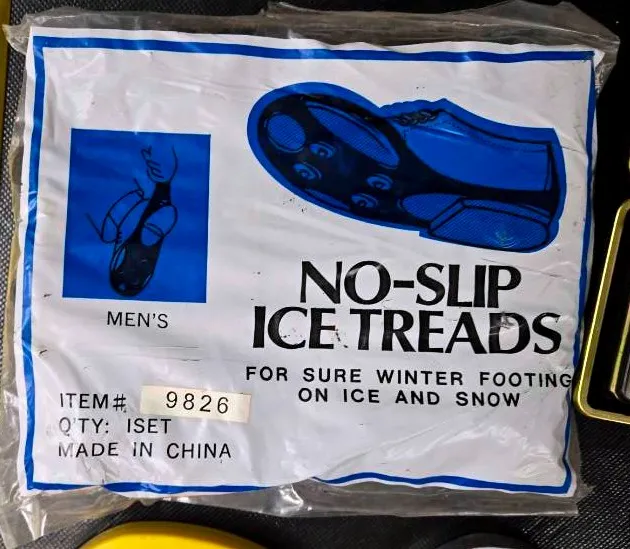 NO-SLIP
ICE TREADS
FOR SURE WINTER FOOTING
ON ICE AND SNOW
MEN'S
ITEM# 9826
Q'TY: 1SET
MADE IN CHINA